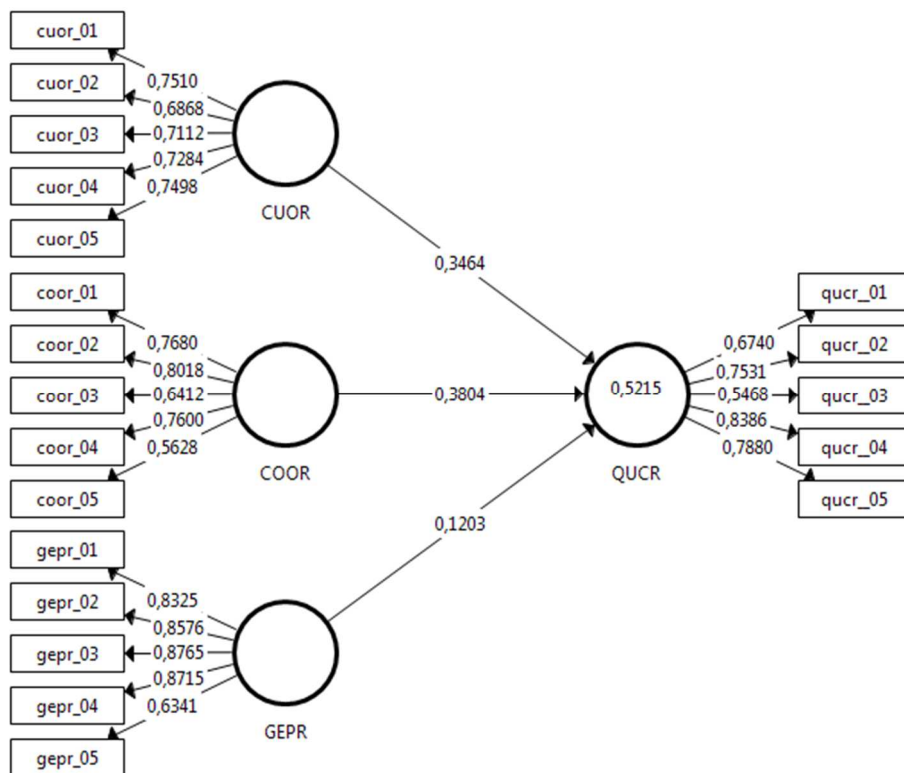 cuor_01
cuor_02
cuor_03
cuor_04
cuor_05
0,7510
0,6868
0,7112
0,7284
0,7498
CUOR
0,3464
coor_01
coor_02
coor_03
coor_04
coor_05
0,7680
0,8018
0,6412
0,7600
0,5628
COOR
0,3804
gepr_01
gepr_02
gepr_03
gepr_04
gepr_05
0,8325
0,8576
0,8765
0,8715
0,6341
GEPR
0,1203
0,5215
QUCR
0,6740
0,7531
0,5468
0,8386
0,7880
qucr_01
qucr_02
qucr_03
qucr_04
qucr_05